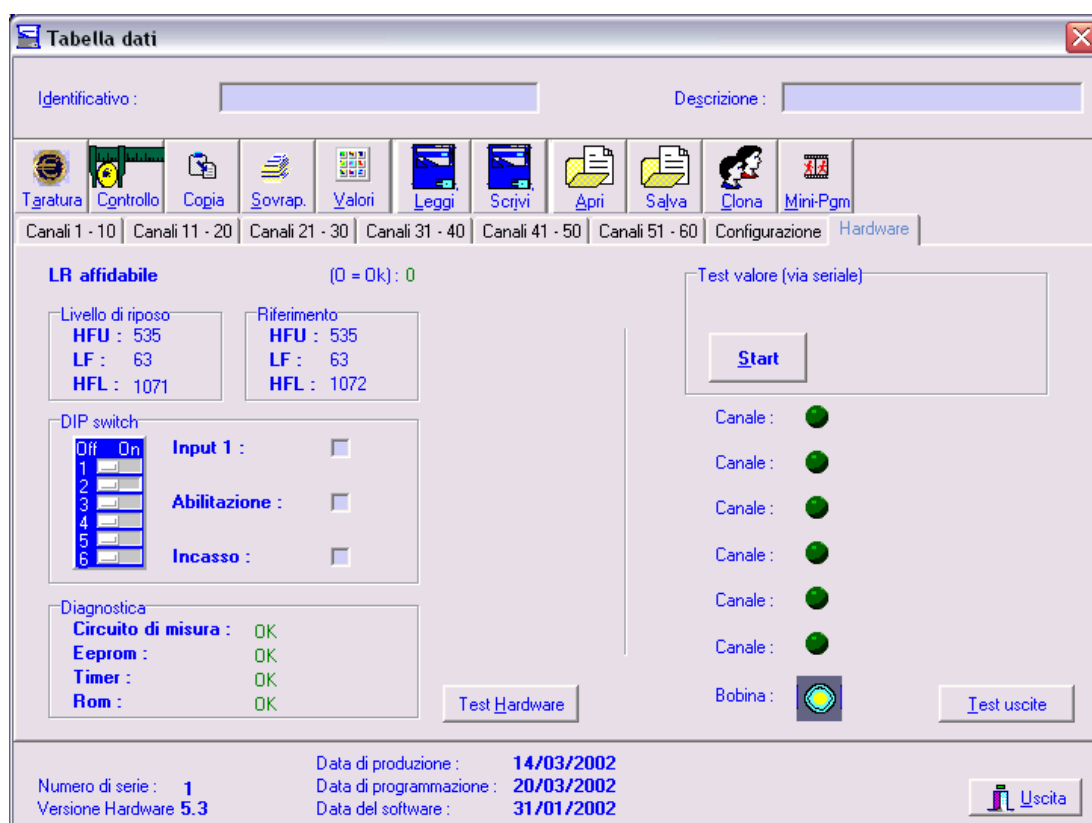 Tabella dati
Identificativo :
Descrizione :
Taratura Controllo Copia Sovrap. Valori Leggi Scrivi Apri Salva Clona Mini-Pgm
Canali 1 - 10 Canali 11 - 20 Canali 21 - 30 Canali 31 - 40 Canali 41 - 50 Canali 51 - 60 Configurazione Hardware
LR affidabile (0 = Ok) : 0
Livello di riposo
HFU : 535
LF : 63
HFL : 1071
Riferimento
HFU : 535
LF : 63
HFL : 1072
DIP switch
Off On
1
2
3
4
5
6
Input 1 :
Abilitazione :
Incasso :
Diagnostica
Circuito di misura : OK
Eeprom : OK
Timer : OK
Rom : OK
Test Hardware
Test valore (via seriale)
Start
Canale :
Canale :
Canale :
Canale :
Canale :
Canale :
Bobina :
Test uscite
Numero di serie : 1
Versione Hardware 5.3
Data di produzione : 14/03/2002
Data di programmazione : 20/03/2002
Data del software : 31/01/2002
Uscita